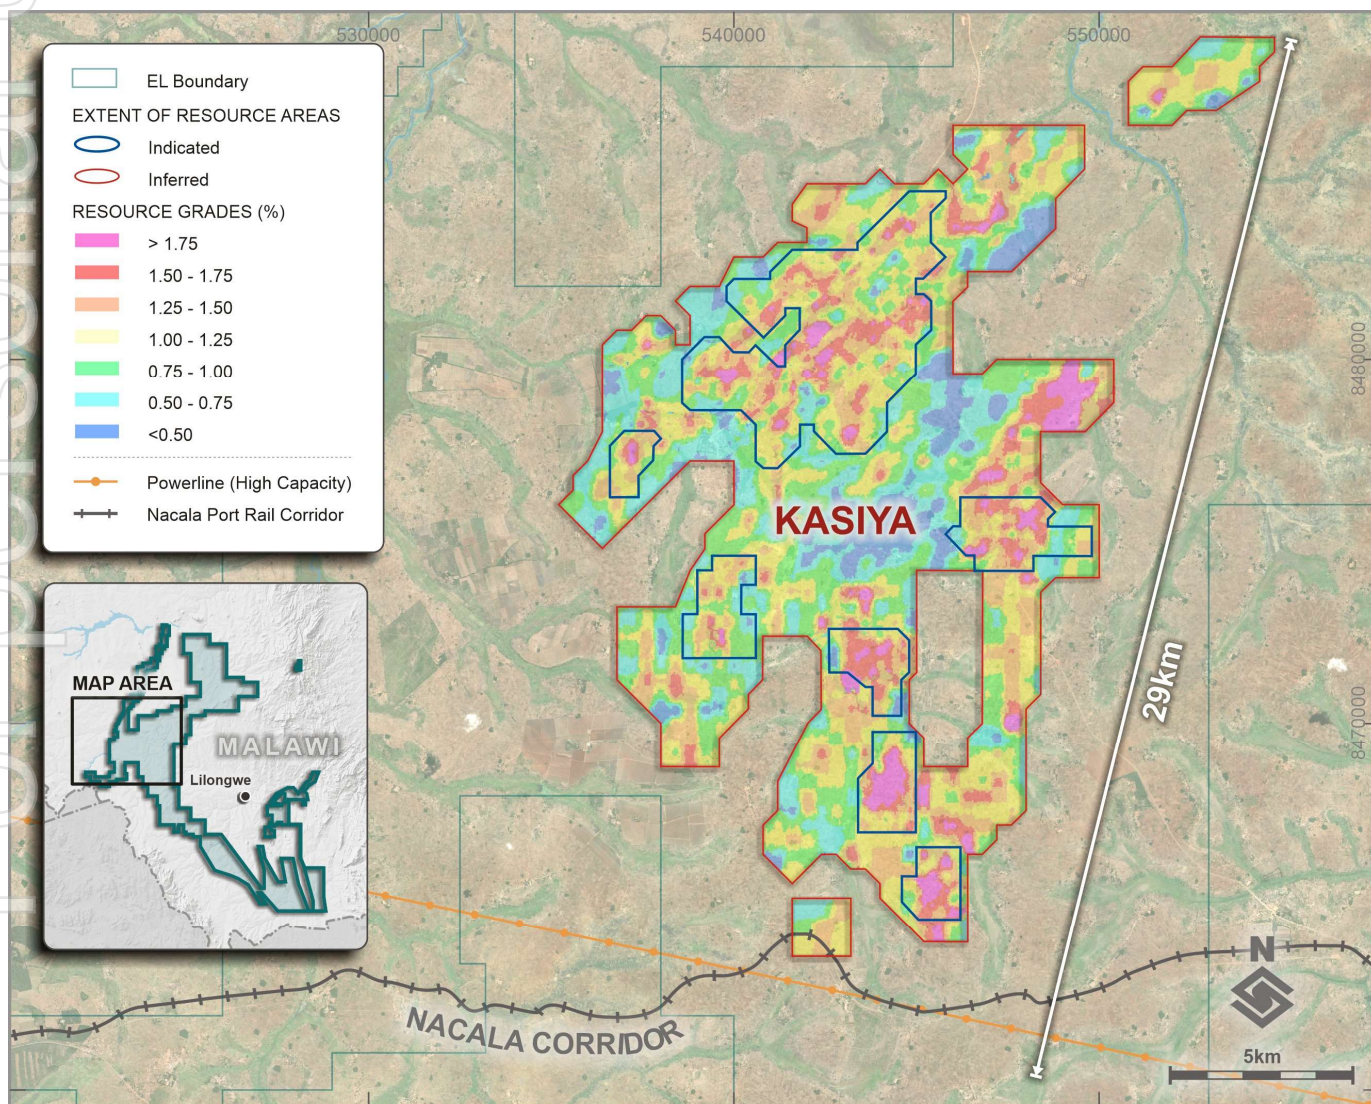 530000
540000
550000
EL Boundary
EXTENT OF RESOURCE AREAS
Indicated
Inferred
RESOURCE GRADES (%)
> 1.75
1.50 - 1.75
1.25 - 1.50
1.00 - 1.25
0.75 - 1.00
0.50 - 0.75
<0.50
Powerline (High Capacity)
Nacala Port Rail Corridor
8480000
KASIYA
29km
8470000
MAP AREA
MALAWI
Lilongwe
NACALA CORRIDOR
N
5km